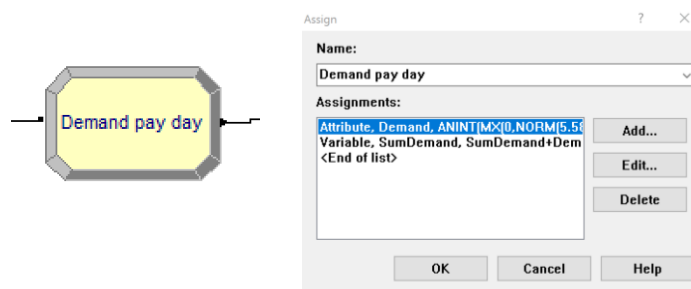 Demand pay day
Assign
?
Name:
Demand pay day
Assignments:
Attribute, Demand, ANINT(MX(0,NORM(5.58
Variable, SumDemand, SumDemand+Dem
<End of list>
Add...
Edit...
Delete
OK
Cancel
Help